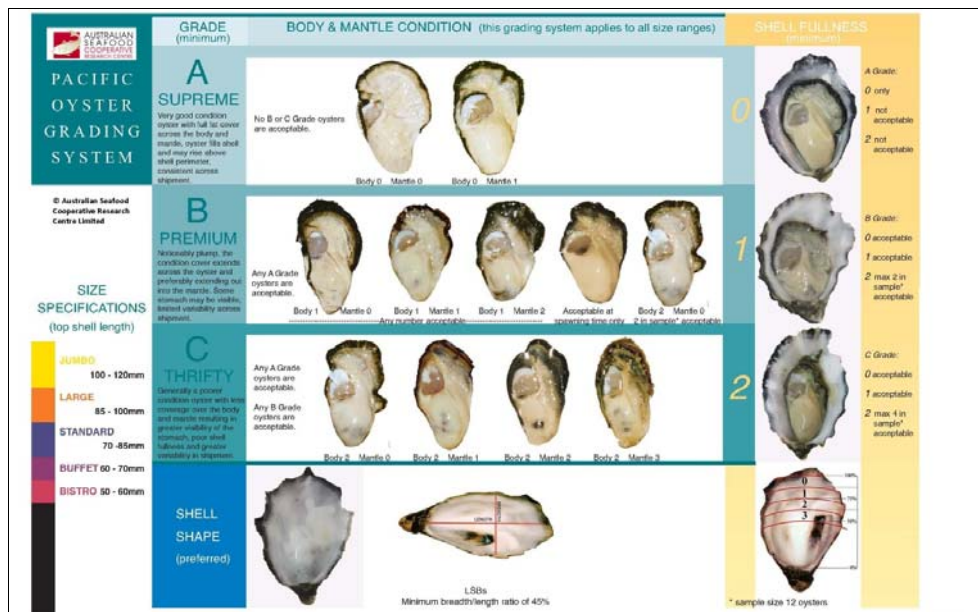 AUSTRALIAN
SEAFOOD
COOPERATIVE
RESEARCH CENTRE
PACIFIC
OYSTER
GRADING
SYSTEM
© Australian Seafood
Cooperative Research
Centre Limited
SIZE
SPECIFICATIONS
(top shell length)
JUMBO
100 - 120mm
LARGE
85 - 100mm
STANDARD
70 -85mm
BUFFET 60 - 70mm
BISTRO 50 - 60mm
GRADE
(minimum)
BODY & MANTLE CONDITION (this grading system applies to all size ranges)
SHELL FULLNESS
(minimum)
A
SUPREME
Very good condition
oyster with full fat cover
across the body and
mantle, oyster fills shell
and may rise above
shell perimeter,
consistent across
shipment.
No B or C Grade oysters
are acceptable.
Body 0 Mantle 0
Body 0 Mantle 1
0
A Grade:
0 only
1 not
acceptable
2 not
acceptable
B
PREMIUM
Noticeably plump, the
condition cover extends
across the oyster and
preferably extending out
into the mantle. Some
stomach may be visible,
limited variability across
shipment.
Any A Grade
oysters are
acceptable.
Body 1 Mantle 0
Body 1 Mantle 1
Body 1 Mantle 2
Any number acceptable
Acceptable at
spawning time only
Body 2 Mantle 0
2 in sample* acceptable
1
B Grade:
0 acceptable
1 acceptable
2 max 2 in
sample*
acceptable
C
THRIFTY
Generally a poorer
condition oyster with less
coverage over the body
and mantle resulting in
greater visibility of the
stomach, poor shell
fullness and greater
variability in shipment.
Any A Grade
oysters are
acceptable.
Any B Grade
oysters are
acceptable.
Body 2 Mantle 0
Body 2 Mantle 1
Body 2 Mantle 2
Body 2 Mantle 3
2
C Grade:
0 acceptable
1 acceptable
2 max 4 in
sample*
acceptable
SHELL
SHAPE
(preferred)
LENGTH
LSBs
Minimum breadth/length ratio of 45%
0
1
2
3
100%
75%
50%
0%
* sample size 12 oysters